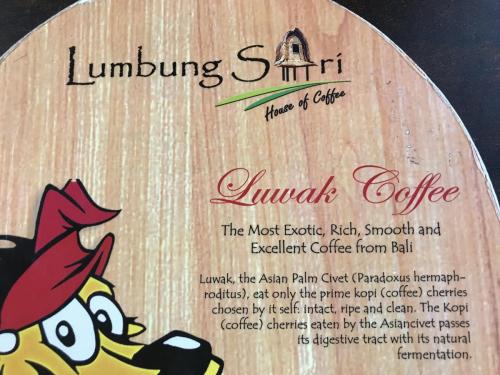 Lumbung Sari
House of Coffee
Luwak Coffee
The Most Exotic, Rich, Smooth and
Excellent Coffee from Bali
Luwak, the Asian Palm Civet (Paradoxus hermaph-
roditus), eat only the prime kopi (coffee) cherries
chosen by it self: intact, ripe and clean. The Kopi
(coffee) cherries eaten by the Asiancivet passes
its digestive tract with its natural
fermentation.